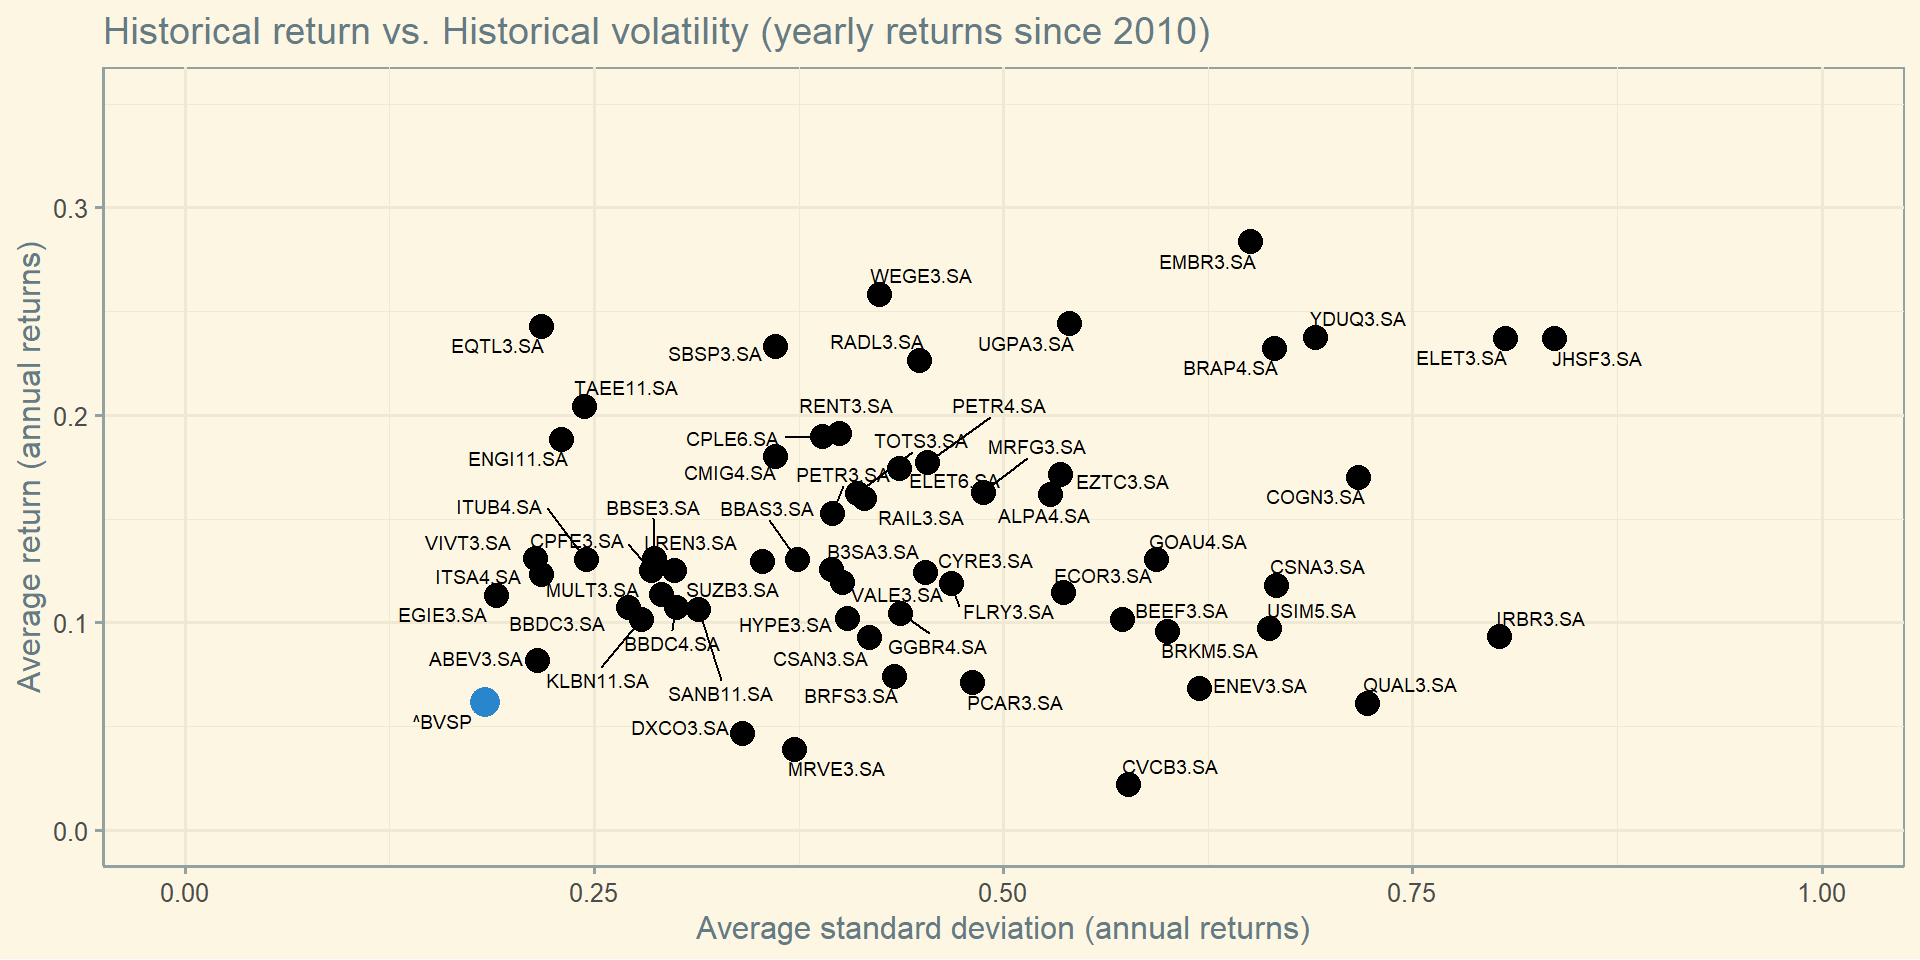 Historical return vs. Historical volatility (yearly returns since 2010)
Average return (annual returns)
0.3
0.2
0.1
0.0
EMBR3.SA
WEGE3.SA
YDUQ3.SA
EQTL3.SA
RADL3.SA
UGPA3.SA
SBSP3.SA
ELET3.SA
JHSF3.SA
BRAP4.SA
TAEE11.SA
RENT3.SA
PETR4.SA
CPLE6.SA
TOTS3.SA
MRFG3.SA
ENGI11.SA
CMIG4.SA
PETR3.SA
ELET6.SA
EZTC3.SA
COGN3.SA
ITUB4.SA
BBSE3.SA
BBAS3.SA
RAIL3.SA
ALPA4.SA
VIVT3.SA
CPFE3.SA
LREN3.SA
B3SA3.SA
CYRE3.SA
GOAU4.SA
ITSA4.SA
ECOR3.SA
CSNA3.SA
MULT3.SA
SUZB3.SA
VALE3.SA
EGIE3.SA
BBDC3.SA
HYPE3.SA
FLRY3.SA
BEEF3.SA
USIM5.SA
IRBR3.SA
BBDC4.SA
GGBR4.SA
ABEV3.SA
CSAN3.SA
BRKM5.SA
KLBN11.SA
SANB11.SA
BRFS3.SA
PCAR3.SA
ENEV3.SA
QUAL3.SA
^BVSP
DXCO3.SA
MRVE3.SA
CVCB3.SA
0.00 0.25 0.50 0.75 1.00
Average standard deviation (annual returns)